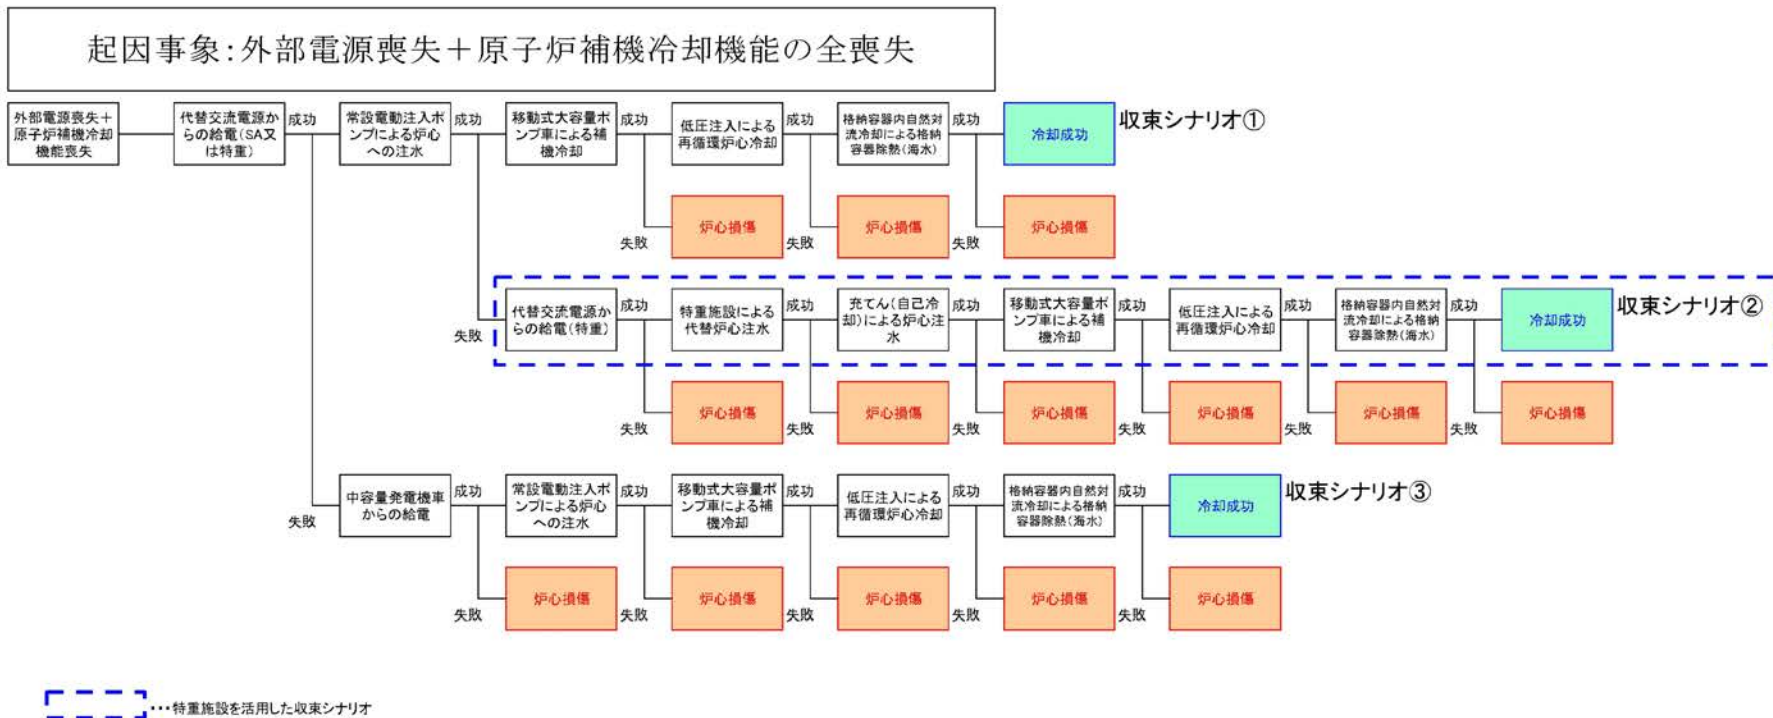 起因事象:外部電源喪失＋原子炉補機冷却機能の全喪失
外部電源喪失＋
原子炉補機冷却
機能喪失
代替交流電源か
らの給電(SA又
は特重)
成功
常設電動注入ポ
ンプによる炉心
への注水
成功
移動式大容量ポ
ンプ車による補
機冷却
成功
低圧注入による
再循環炉心冷却
成功
格納容器内自然対
流冷却による格納
容器除熱(海水)
成功
冷却成功
収束シナリオ①
失敗
炉心損傷
失敗
炉心損傷
失敗
炉心損傷
失敗
代替交流電源か
らの給電(特重)
成功
特重施設による
代替炉心注水
成功
充てん(自己冷
却)による炉心注
水
成功
移動式大容量ポ
ンプ車による補
機冷却
成功
低圧注入による
再循環炉心冷却
成功
格納容器内自然対
流冷却による格納
容器除熱(海水)
成功
冷却成功
収束シナリオ②
失敗
炉心損傷
失敗
炉心損傷
失敗
炉心損傷
失敗
炉心損傷
失敗
炉心損傷
失敗
炉心損傷
失敗
中容量発電機車
からの給電
成功
常設電動注入ポ
ンプによる炉心
への注水
成功
移動式大容量ポ
ンプ車による補
機冷却
成功
低圧注入による
再循環炉心冷却
成功
格納容器内自然対
流冷却による格納
容器除熱(海水)
成功
冷却成功
収束シナリオ③
失敗
炉心損傷
失敗
炉心損傷
失敗
炉心損傷
失敗
炉心損傷
失敗
炉心損傷
…特重施設を活用した収束シナリオ